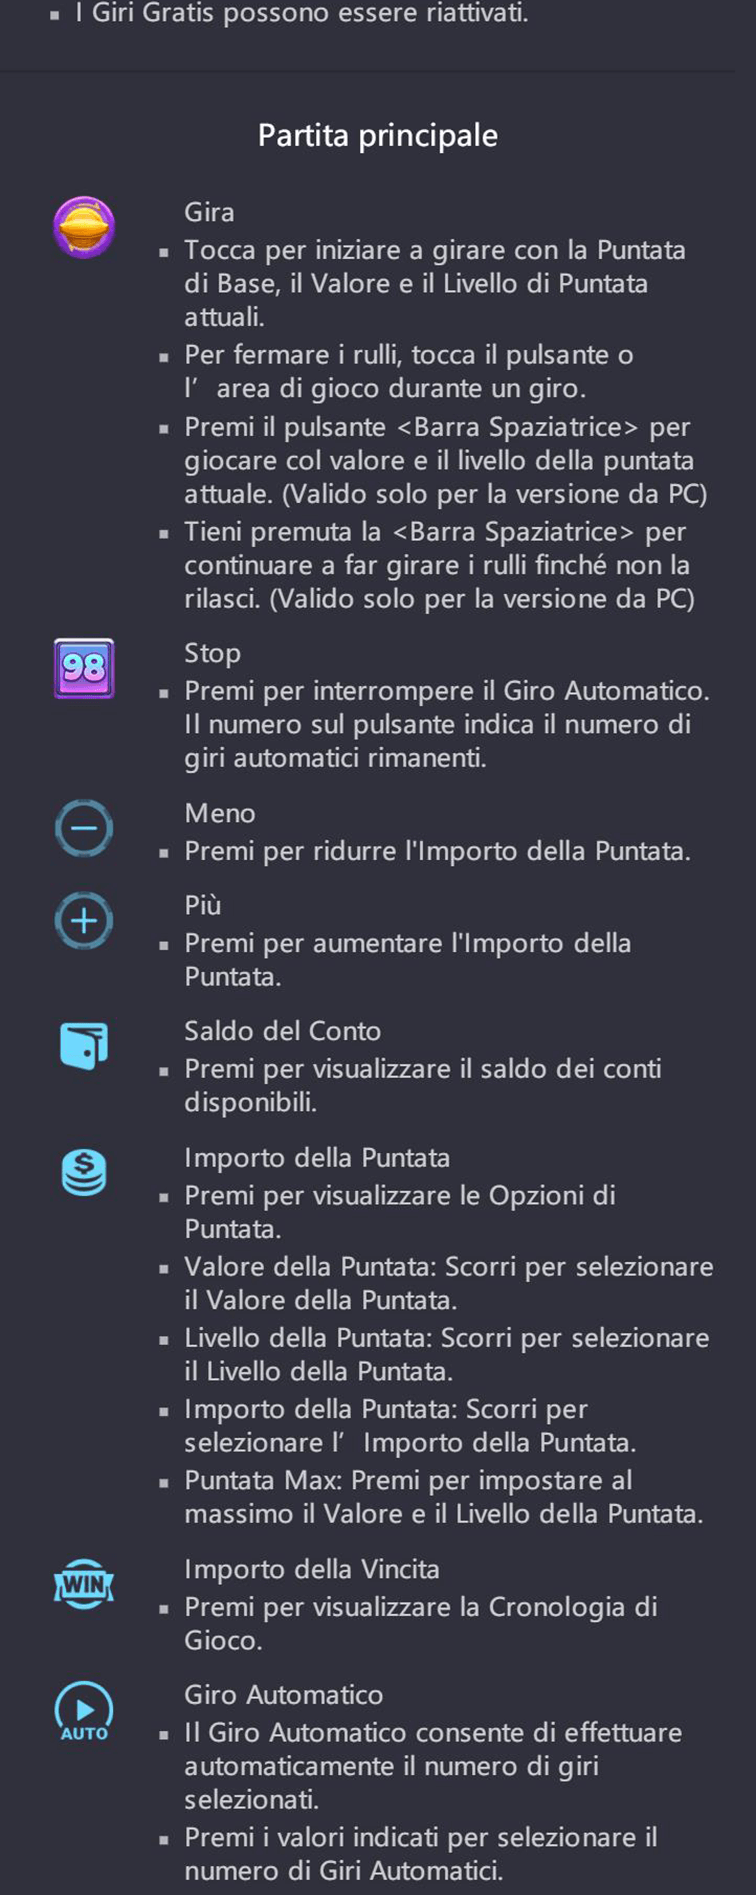 ▪ I Giri Gratis possono essere riattivati.
Partita principale
Gira
▪ Tocca per iniziare a girare con la Puntata
di Base, il Valore e il Livello di Puntata
attuali.
▪ Per fermare i rulli, tocca il pulsante o
l’ area di gioco durante un giro.
▪ Premi il pulsante <Barra Spaziatrice> per
giocare col valore e il livello della puntata
attuale. (Valido solo per la versione da PC)
▪ Tieni premuta la <Barra Spaziatrice> per
continuare a far girare i rulli finché non la
rilasci. (Valido solo per la versione da PC)
98
Stop
▪ Premi per interrompere il Giro Automatico.
Il numero sul pulsante indica il numero di
giri automatici rimanenti.
Meno
▪ Premi per ridurre l'Importo della Puntata.
Più
▪ Premi per aumentare l'Importo della
Puntata.
Saldo del Conto
▪ Premi per visualizzare il saldo dei conti
disponibili.
$
Importo della Puntata
▪ Premi per visualizzare le Opzioni di
Puntata.
▪ Valore della Puntata: Scorri per selezionare
il Valore della Puntata.
▪ Livello della Puntata: Scorri per selezionare
il Livello della Puntata.
▪ Importo della Puntata: Scorri per
selezionare l’ Importo della Puntata.
▪ Puntata Max: Premi per impostare al
massimo il Valore e il Livello della Puntata.
WIN
Importo della Vincita
▪ Premi per visualizzare la Cronologia di
Gioco.
AUTO
Giro Automatico
▪ Il Giro Automatico consente di effettuare
automaticamente il numero di giri
selezionati.
▪ Premi i valori indicati per selezionare il
numero di Giri Automatici.